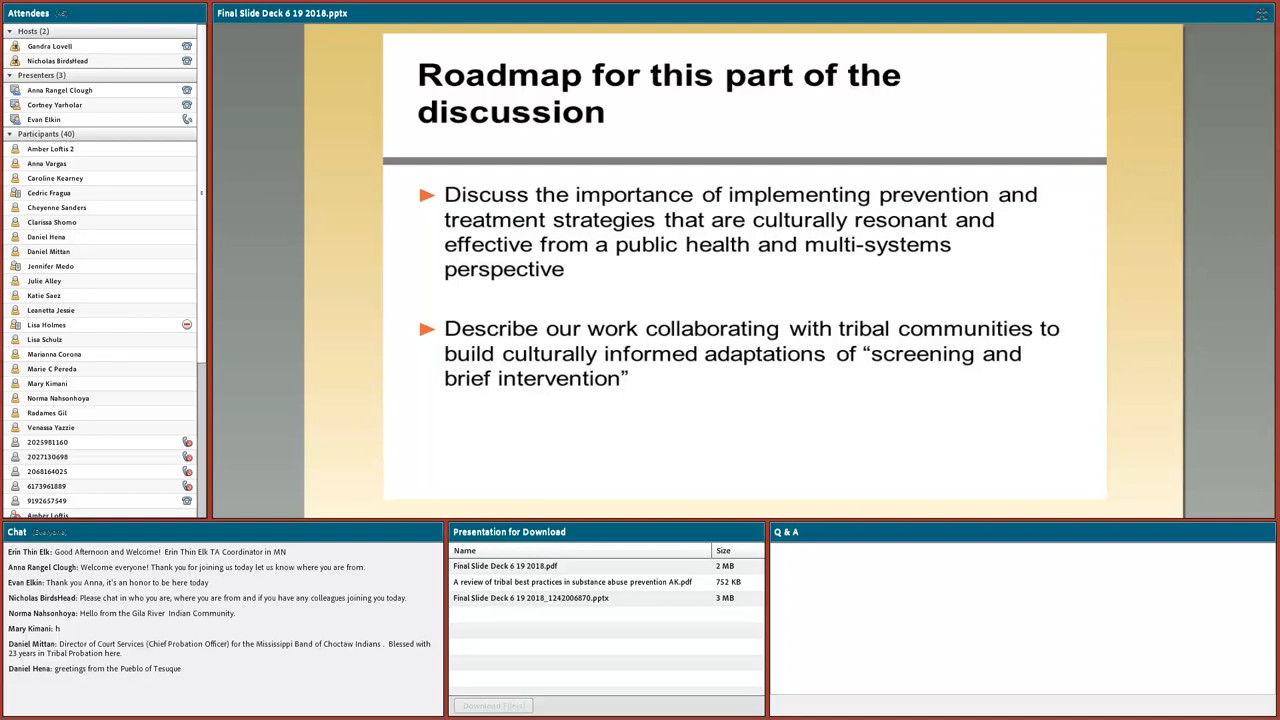 Attendees
Hosts (2)
Gandra Lovell
Nicholas BirdsHead
Presenters (3)
Anna Rangel Clough
Cortney Yarholar
Evan Elkin
Participants (40)
Amber Loftis 2
Anna Vargas
Caroline Kearney
Cedric Fragua
Cheyenne Sanders
Clarissa Shomo
Daniel Hena
Daniel Mittan
Jennifer Medo
Julie Alley
Katie Saez
Leanetta Jessie
Lisa Holmes
Lisa Schulz
Marianna Corona
Marie C Pereda
Mary Kimani
Norma Nahsonhoya
Radames Gil
Venassa Yazzie
2025981160
2027130698
2068164025
6173961889
9192657549
Amber Loftis
Final Slide Deck 6 19 2018.pptx
Roadmap for this part of the
discussion
Discuss the importance of implementing prevention and
treatment strategies that are culturally resonant and
effective from a public health and multi-systems
perspective
Describe our work collaborating with tribal communities to
build culturally informed adaptations of “screening and
brief intervention”
Chat (Everyone)
Erin Thin Elk: Good Afternoon and Welcome! Erin Thin Elk TA Coordinator in MN
Anna Rangel Clough: Welcome everyone! Thank you for joining us today let us know where you are from.
Evan Elkin: Thank you Anna, it's an honor to be here today
Nicholas BirdsHead: Please chat in who you are, where you are from and if you have any colleagues joining you today.
Norma Nahsonhoya: Hello from the Gila River Indian Community.
Mary Kimani: h
Daniel Mittan: Director of Court Services (Chief Probation Officer) for the Mississippi Band of Choctaw Indians . Blessed with
23 years in Tribal Probation here.
Daniel Hena: greetings from the Pueblo of Tesuque
Presentation for Download
Name Size
Final Slide Deck 6 19 2018.pdf 2 MB
A review of tribal best practices in substance abuse prevention AK.pdf 752 KB
Final Slide Deck 6 19 2018_1242006870.pptx 3 MB
Download File(s)
Q & A